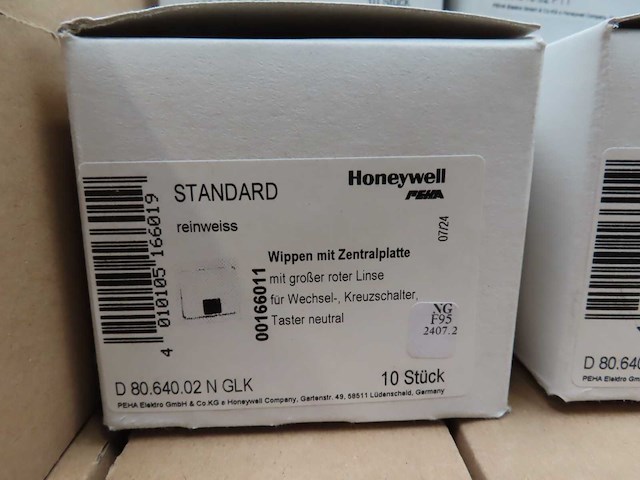 STANDARD
reinweiss
Honeywell
PEHA
07/24
4 010105 166019
00166011
Wippen mit Zentralplatte
mit großer roter Linse
für Wechsel-, Kreuzschalter,
Taster neutral
NG
F95
2407.2
D 80.640.02 N GLK
10 Stück
PEHA Elektro GmbH & Co.KG a Honeywell Company, Gartenstr. 49, 58511 Lüdenscheid, Germany
D 80.640
PEHA Elektro Gmb